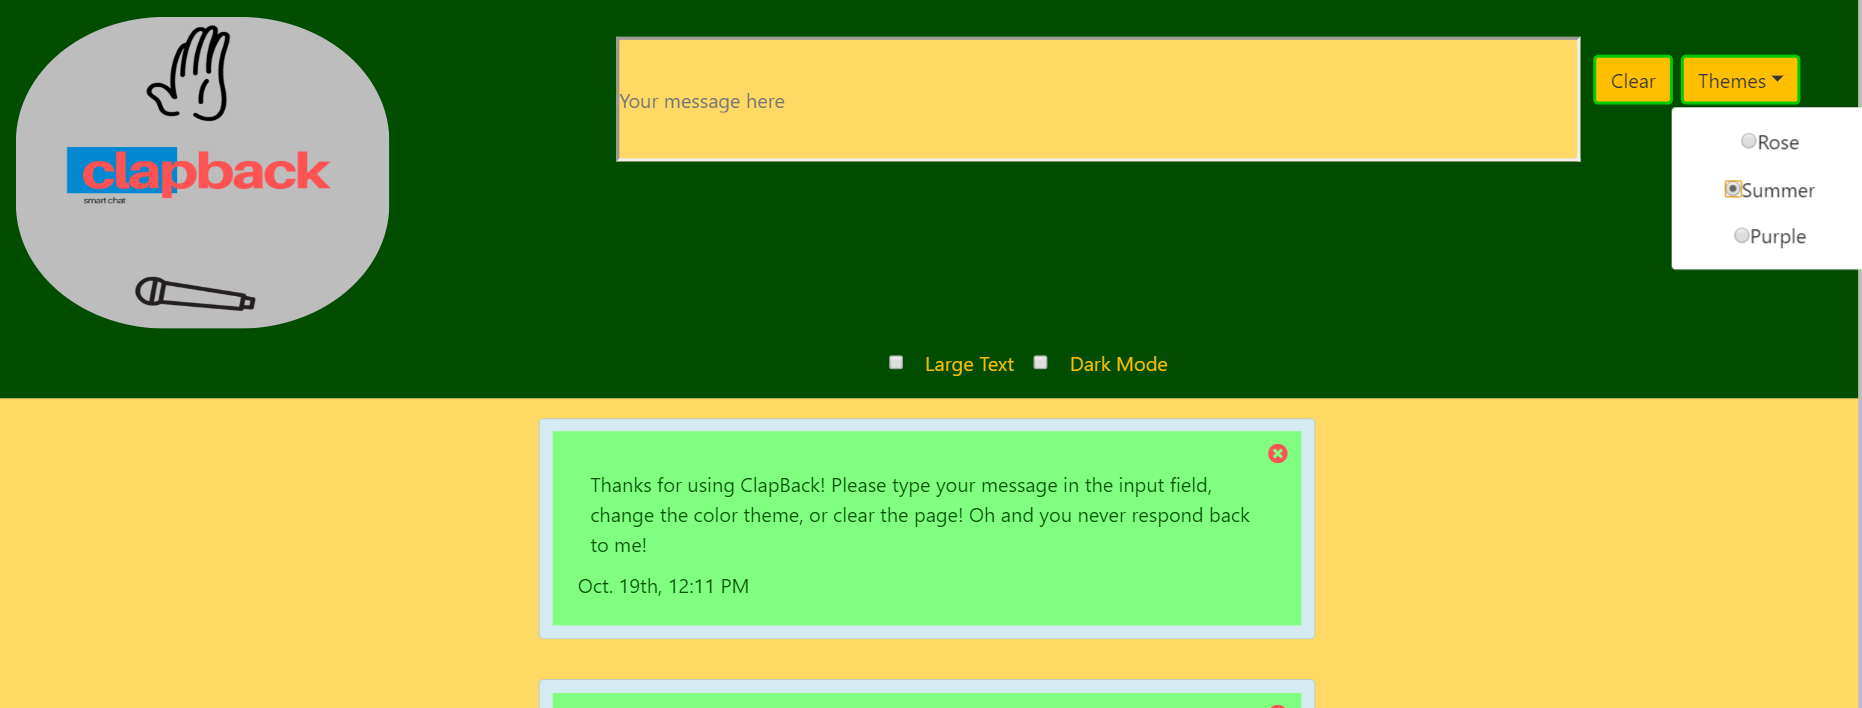 clapback
smart chat
Your message here
Clear
Themes
Rose
Summer
Purple
Large Text
Dark Mode
Thanks for using ClapBack! Please type your message in the input field,
change the color theme, or clear the page! Oh and you never respond back
to me!
Oct. 19th, 12:11 PM